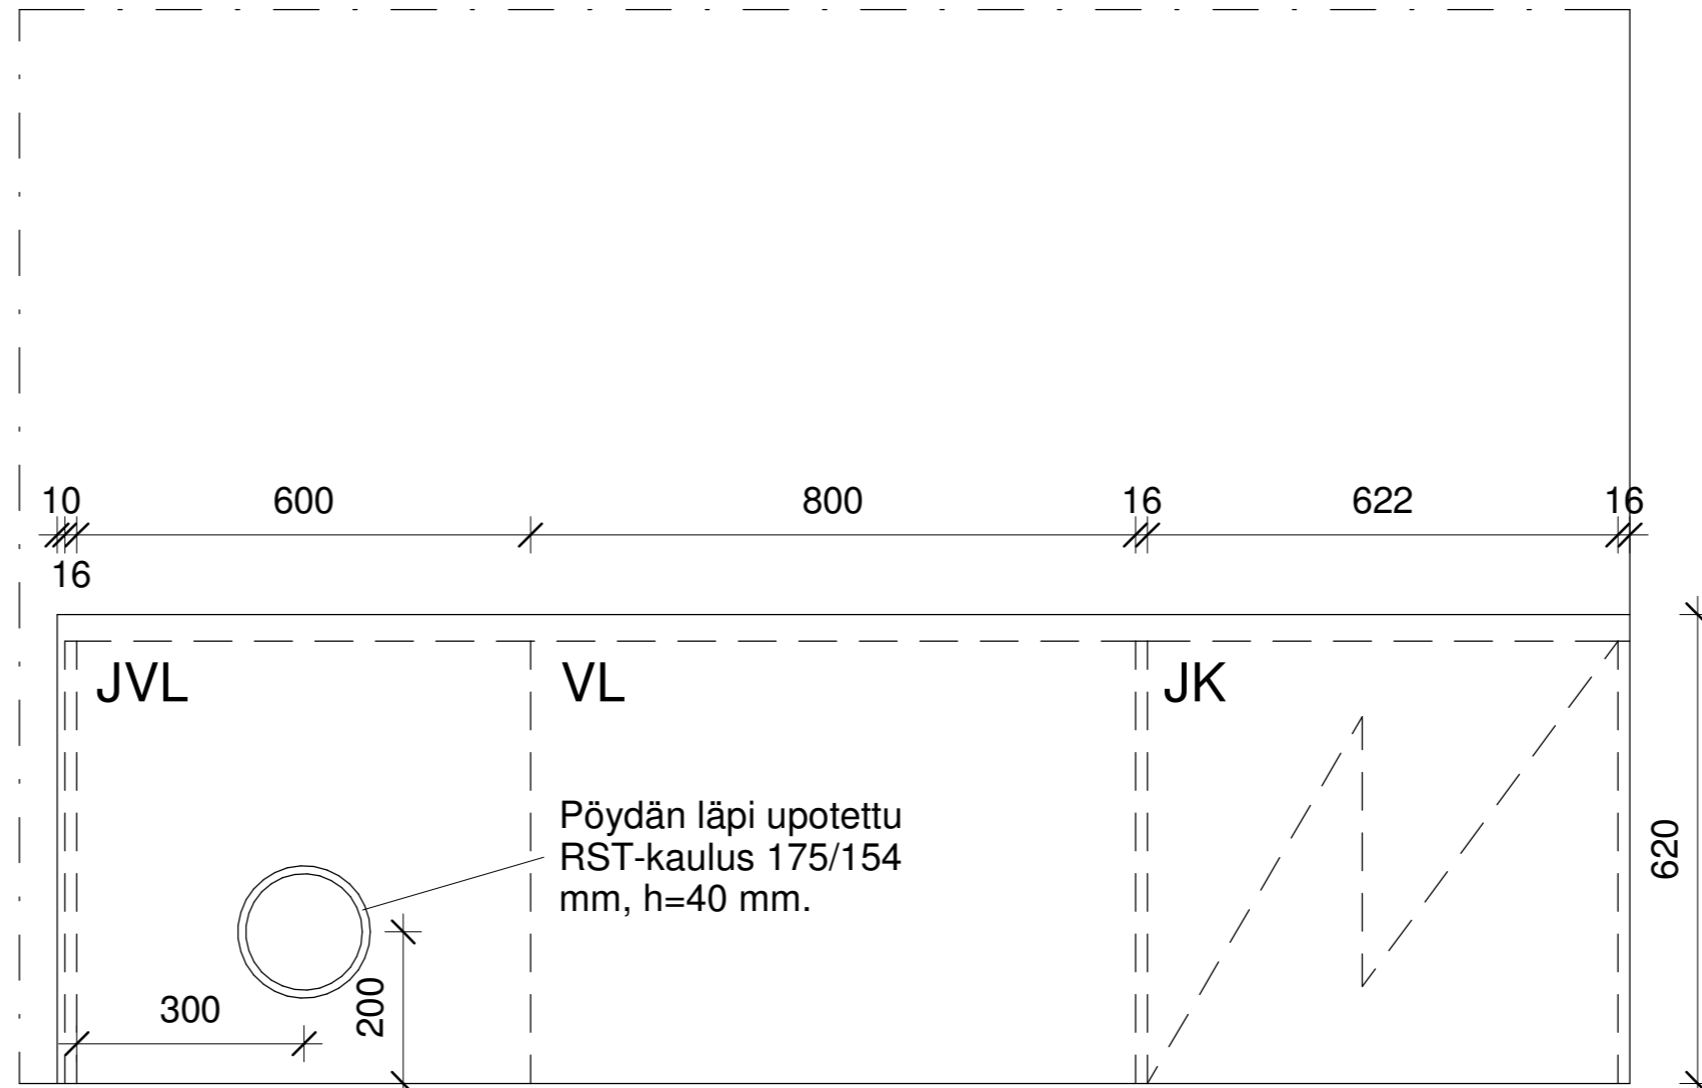 10 600 800 16 622 16
16
JVL VL JK
Pöydän läpi upotettu
RST-kaulus 175/154
mm, h=40 mm.
620
300
200